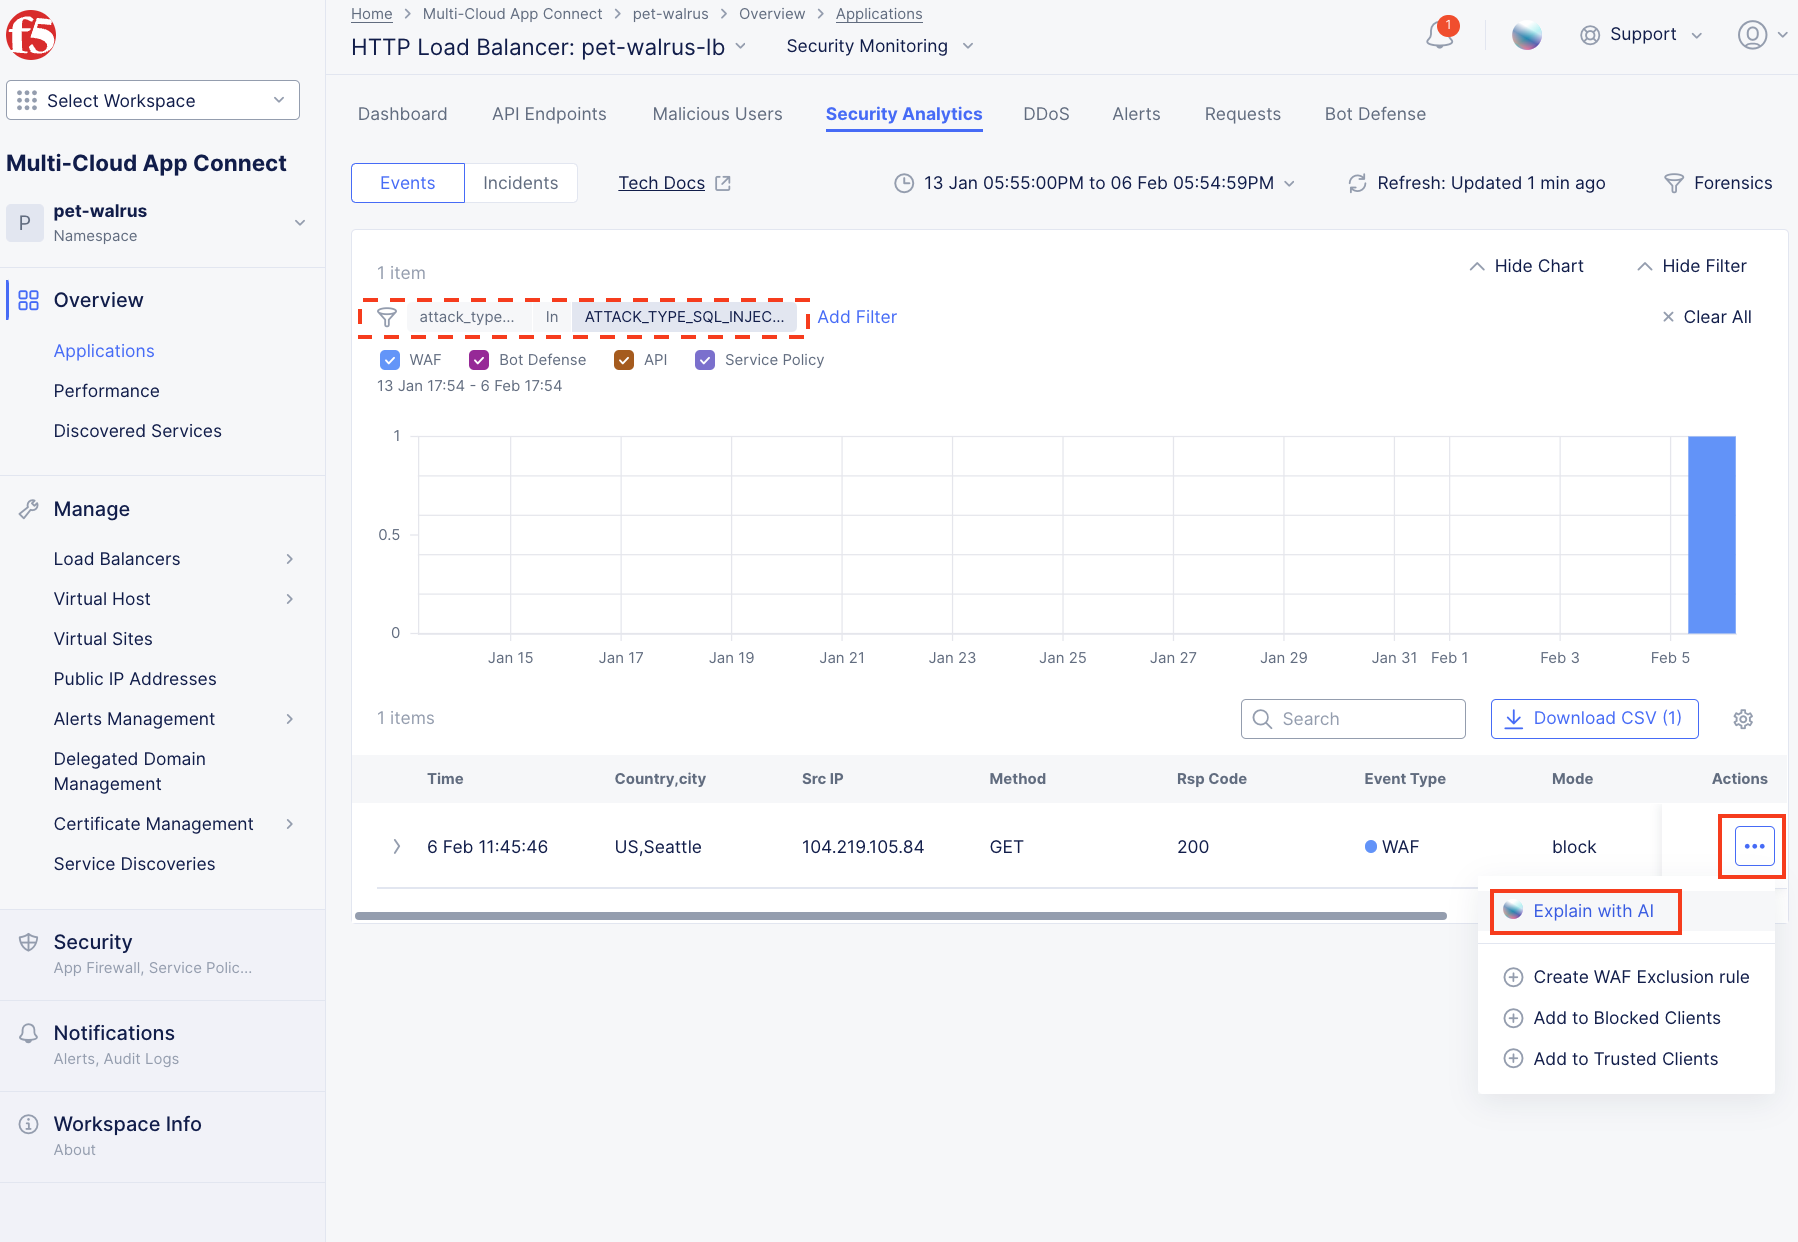 f5
Home > Multi-Cloud App Connect > pet-walrus > Overview > Applications
HTTP Load Balancer: pet-walrus-lb
Security Monitoring
1
Support
Select Workspace
Multi-Cloud App Connect
P
pet-walrus
Namespace
Overview
Applications
Performance
Discovered Services
Manage
Load Balancers
Virtual Host
Virtual Sites
Public IP Addresses
Alerts Management
Delegated Domain
Management
Certificate Management
Service Discoveries
Security
App Firewall, Service Polic...
Notifications
Alerts, Audit Logs
Workspace Info
About
Dashboard API Endpoints Malicious Users Security Analytics DDoS Alerts Requests Bot Defense
Events Incidents Tech Docs 13 Jan 05:55:00PM to 06 Feb 05:54:59PM Refresh: Updated 1 min ago Forensics
1 item Hide Chart Hide Filter
attack_type... In ATTACK_TYPE_SQL_INJEC... Add Filter Clear All
WAF Bot Defense API Service Policy
13 Jan 17:54 - 6 Feb 17:54
1
0.5
0
Jan 15 Jan 17 Jan 19 Jan 21 Jan 23 Jan 25 Jan 27 Jan 29 Jan 31 Feb 1 Feb 3 Feb 5
1 items Search Download CSV (1)
Time Country,city Src IP Method Rsp Code Event Type Mode Actions
6 Feb 11:45:46 US,Seattle 104.219.105.84 GET 200 WAF block
Explain with AI
Create WAF Exclusion rule
Add to Blocked Clients
Add to Trusted Clients